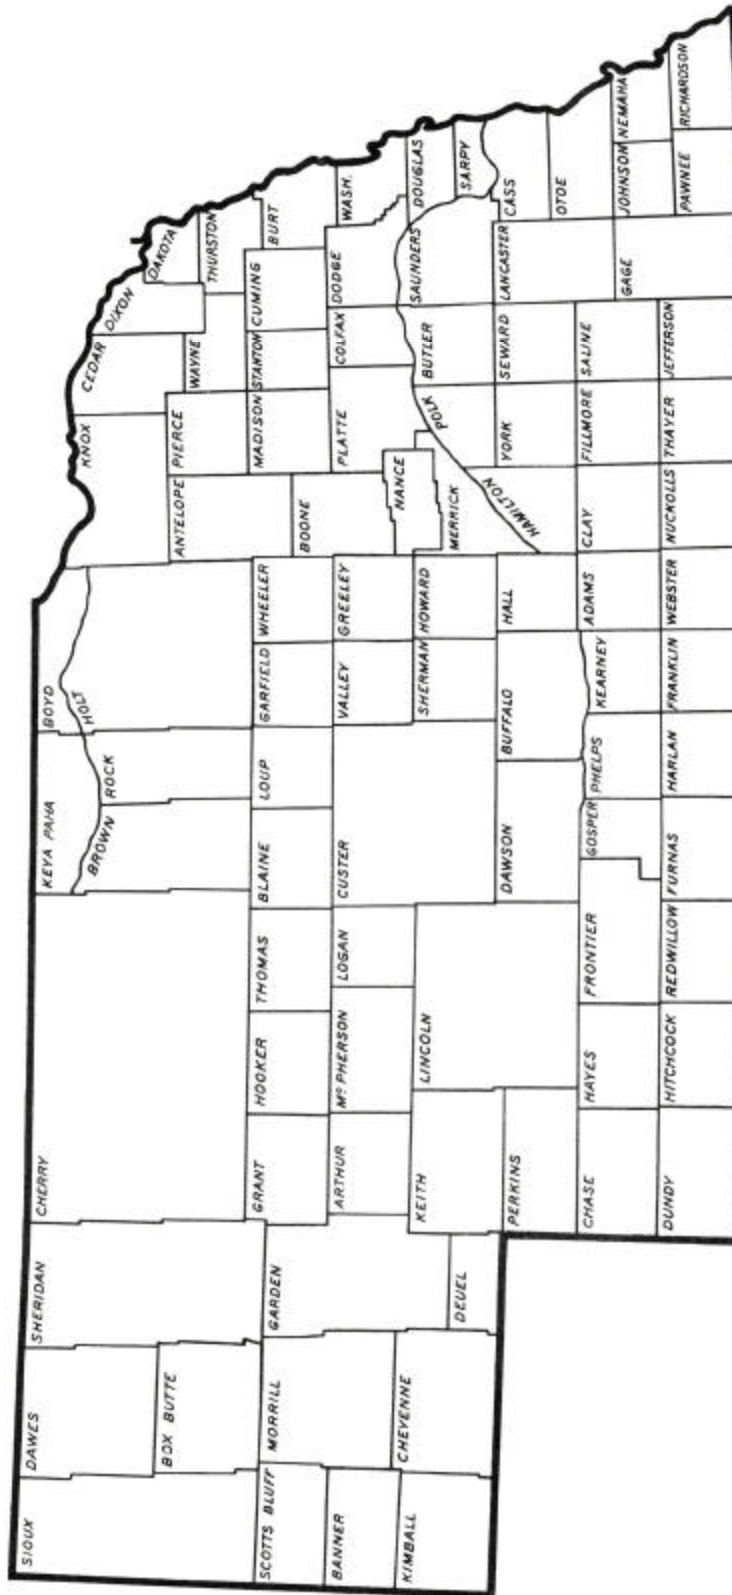 SIOUX
DAWES
SHERIDAN
CHERRY
KEYA PAHA
BOYD
HOLT
BROWN
ROCK
KNOX
CEDAR
DIXON
DAKOTA
BOX BUTTE
ANTELOPE
PIERCE
WAYNE
THURSTON
SCOTTS BLUFF
MORRILL
GARDEN
GRANT
HOOKER
THOMAS
BLAINE
LOUP
GARFIELD
WHEELER
MADISON
STANTON
CUMING
BURT
BOONE
BANNER
ARTHUR
Mc PHERSON
LOGAN
CUSTER
VALLEY
GREELEY
PLATTE
COLFAX
DODGE
WASH.
NANCE
KIMBALL
CHEYENNE
DEUEL
KEITH
LINCOLN
SHERMAN
HOWARD
MERRICK
POLK
BUTLER
SAUNDERS
DOUGLAS
SARPY
PERKINS
DAWSON
BUFFALO
HALL
HAMILTON
YORK
SEWARD
LANCASTER
CASS
OTOE
CHASE
HAYES
FRONTIER
GOSPER
PHELPS
KEARNEY
ADAMS
CLAY
FILLMORE
SALINE
GAGE
JOHNSON
NEMAHA
DUNDY
HITCHCOCK
REDWILLOW
FURNAS
HARLAN
FRANKLIN
WEBSTER
NUCKOLLS
THAYER
JEFFERSON
PAWNEE
RICHARDSON